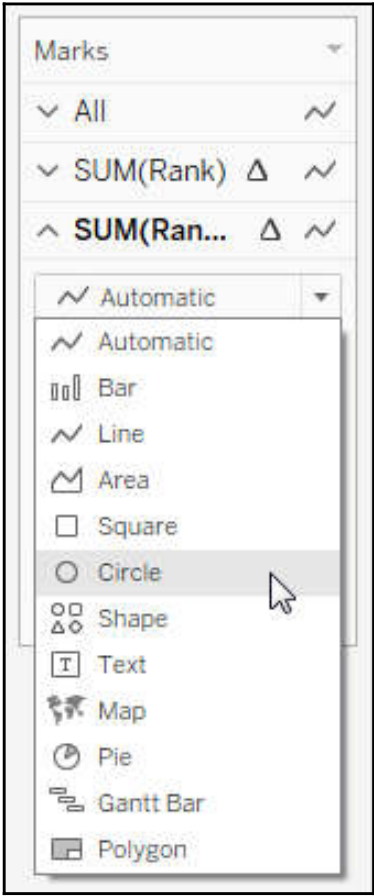 Marks
All
SUM(Rank) Δ
SUM(Ran... Δ
Automatic
Automatic
Bar
Line
Area
Square
Circle
Shape
T Text
Map
Pie
Gantt Bar
Polygon